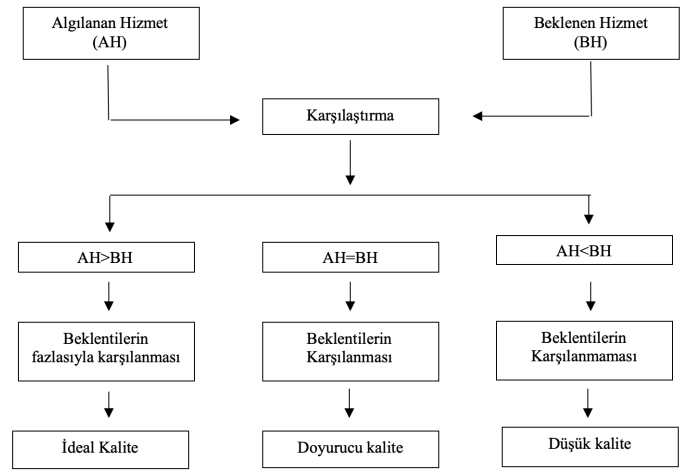 Algılanan Hizmet
(AH)
Beklenen Hizmet
(BH)
Karşılaştırma
AH>BH
AH=BH
AH<BH
Beklentilerin
fazlasıyla karşılanması
Beklentilerin
Karşılanması
Beklentilerin
Karşılanmaması
İdeal Kalite
Doyurucu kalite
Düşük kalite